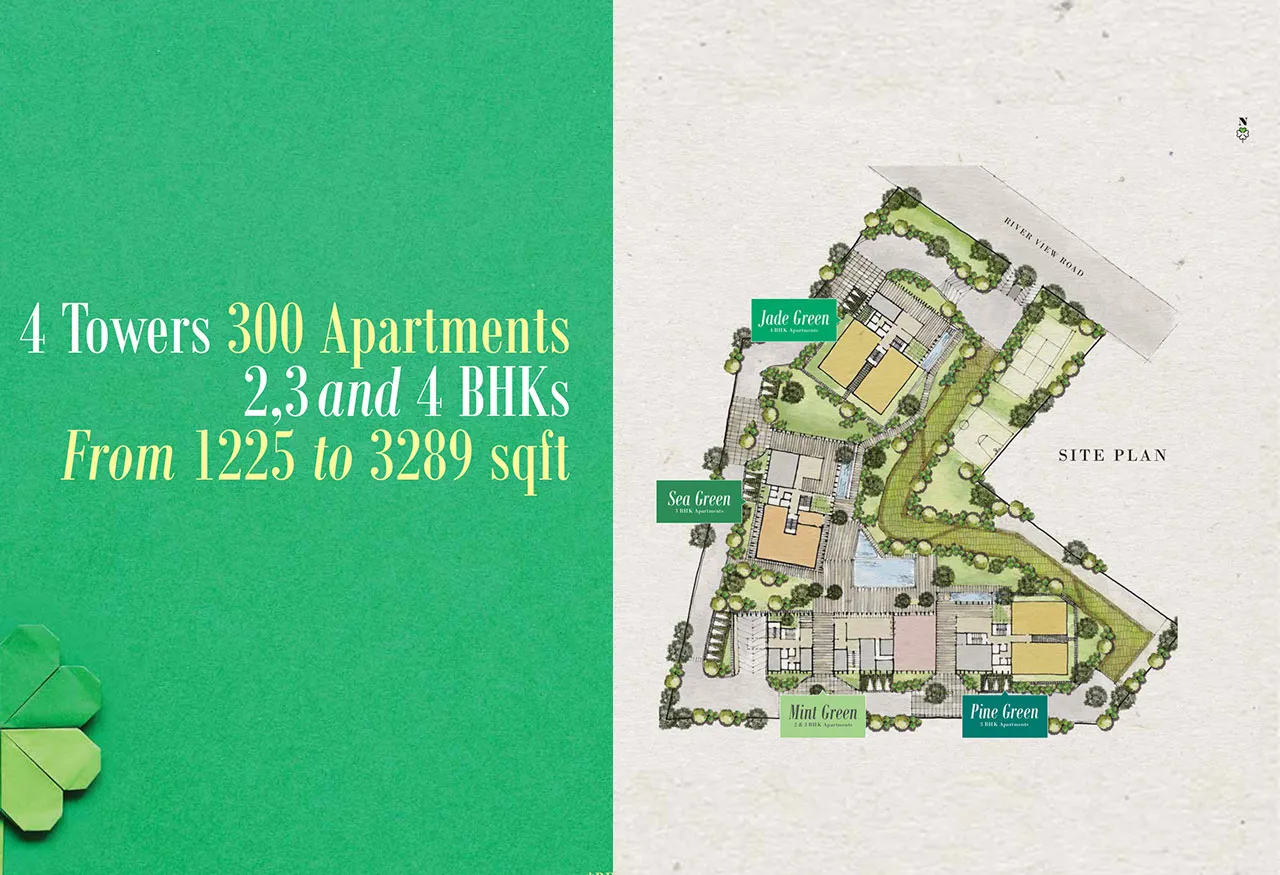 4 Towers 300 Apartments
2,3 and 4 BHKs
From 1225 to 3289 sqft
N
RIVER VIEW ROAD
Jade Green
4 BHK Apartments
SITE PLAN
Sea Green
3 BHK Apartments
Mint Green
2 & 3 BHK Apartments
Pine Green
3 BHK Apartments